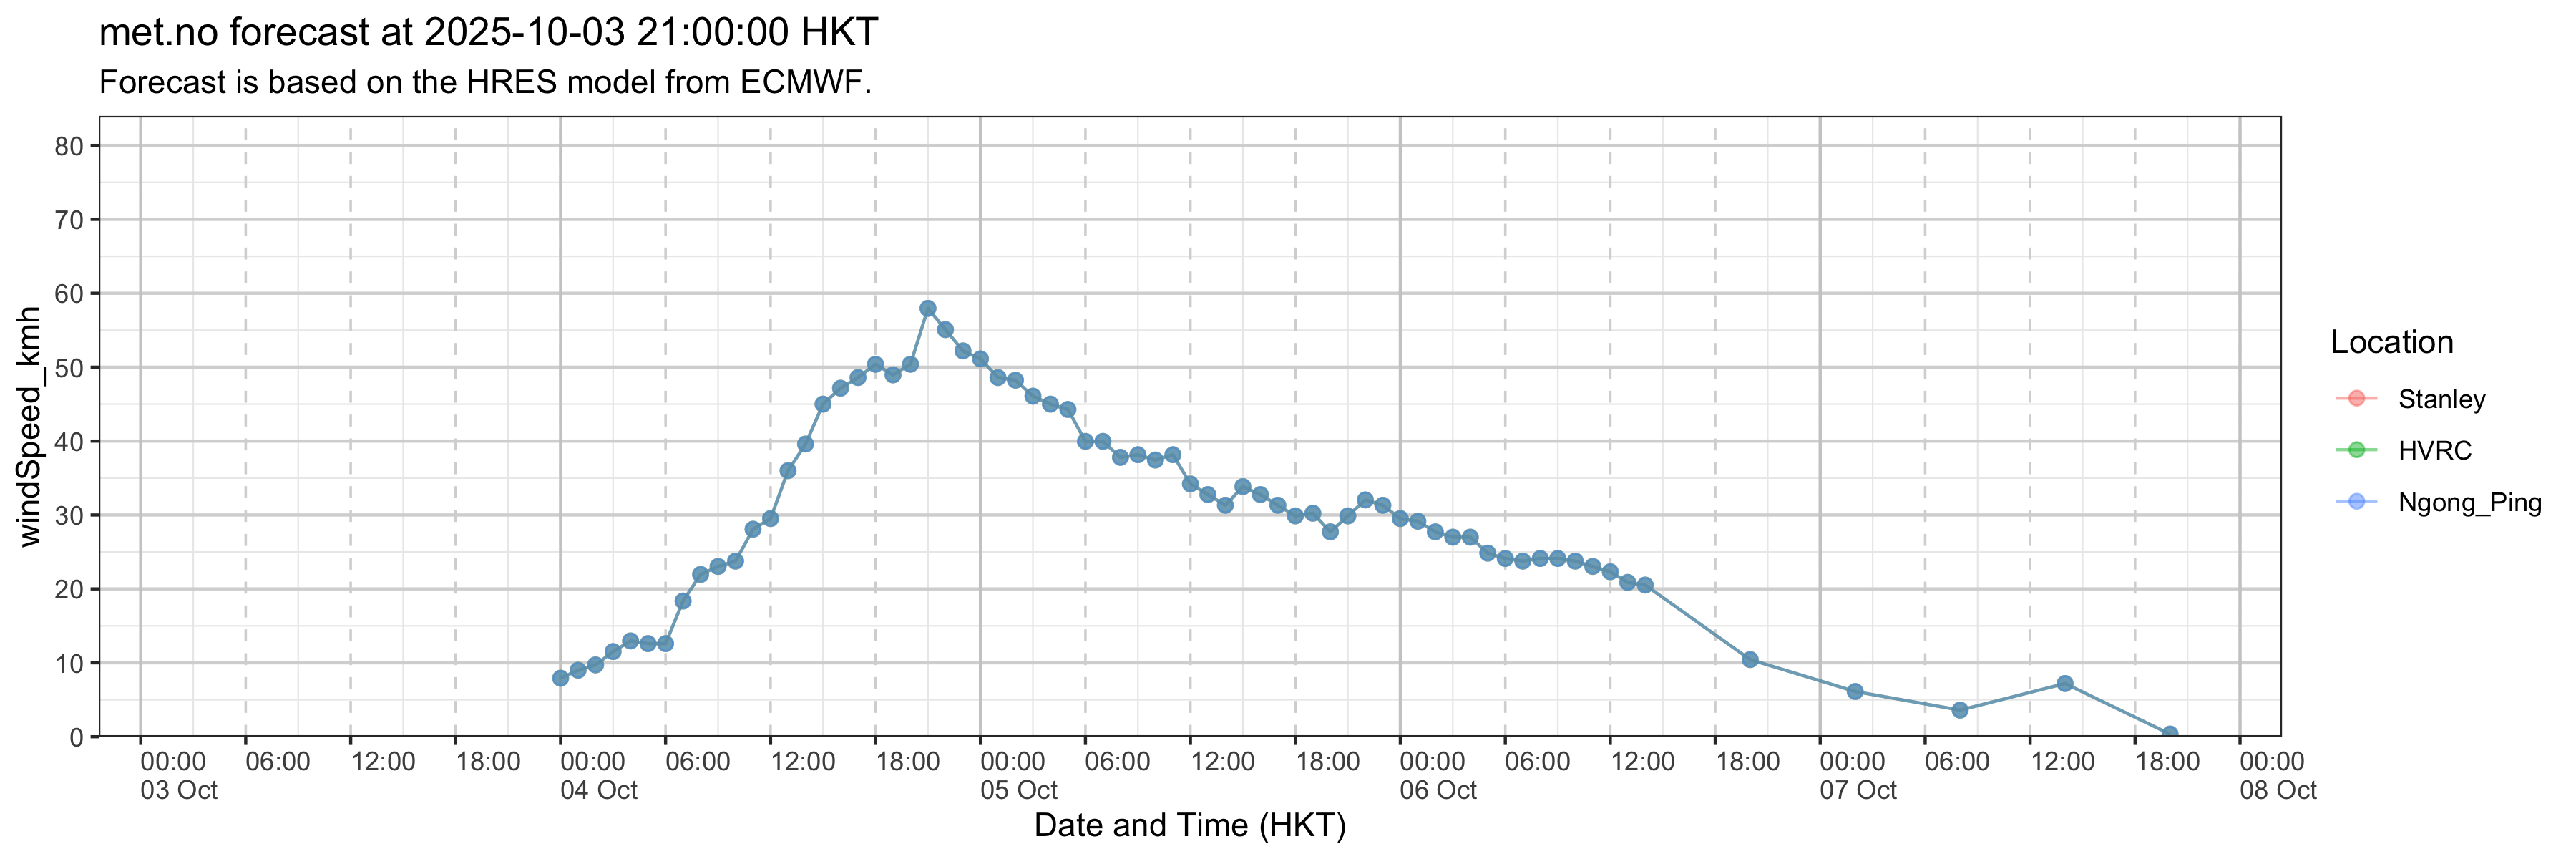 met.no forecast at 2025-10-03 21:00:00 HKT
Forecast is based on the HRES model from ECMWF.
windSpeed_kmh
80
70
60
50
40
30
20
10
0
00:00 06:00 12:00 18:00 00:00 06:00 12:00 18:00 00:00 06:00 12:00 18:00 00:00 06:00 12:00 18:00 00:00 06:00 12:00 18:00 00:00
03 Oct 04 Oct 05 Oct 06 Oct 07 Oct 08 Oct
Date and Time (HKT)
Location
Stanley
HVRC
Ngong_Ping